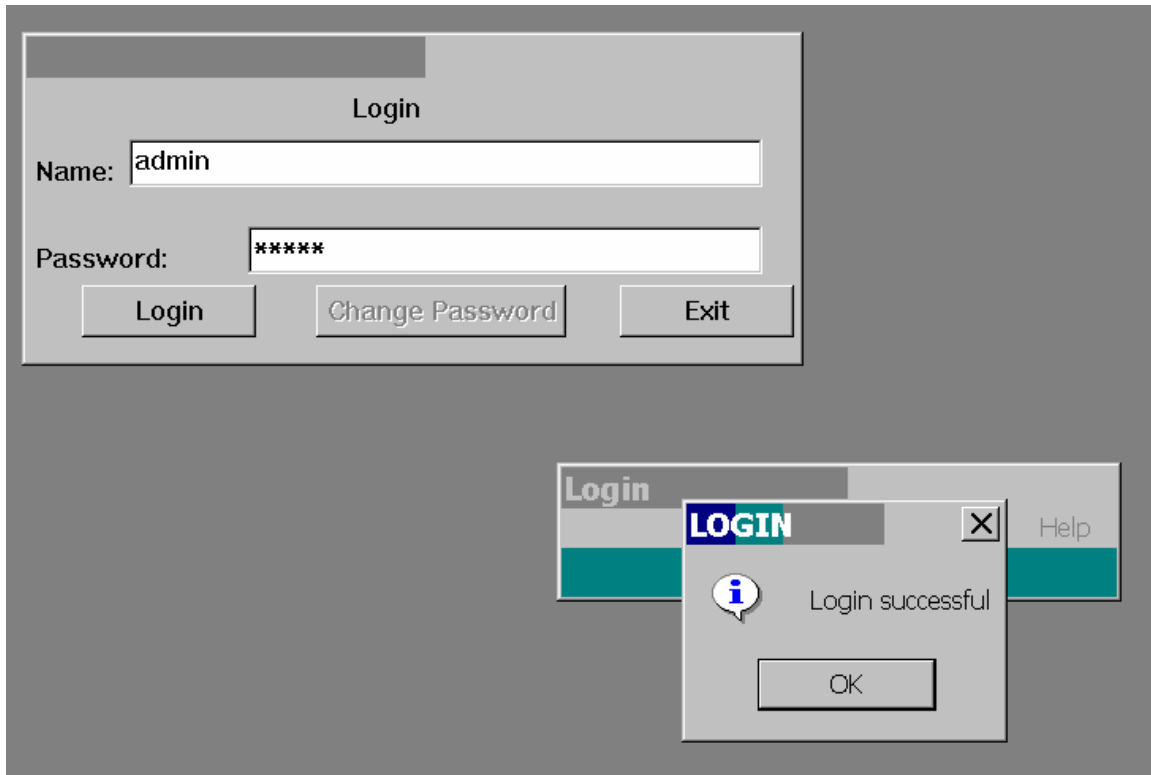 Login
Name: admin
Password: *****
Login Change Password Exit
Login
LOGIN
Help
Login successful
OK